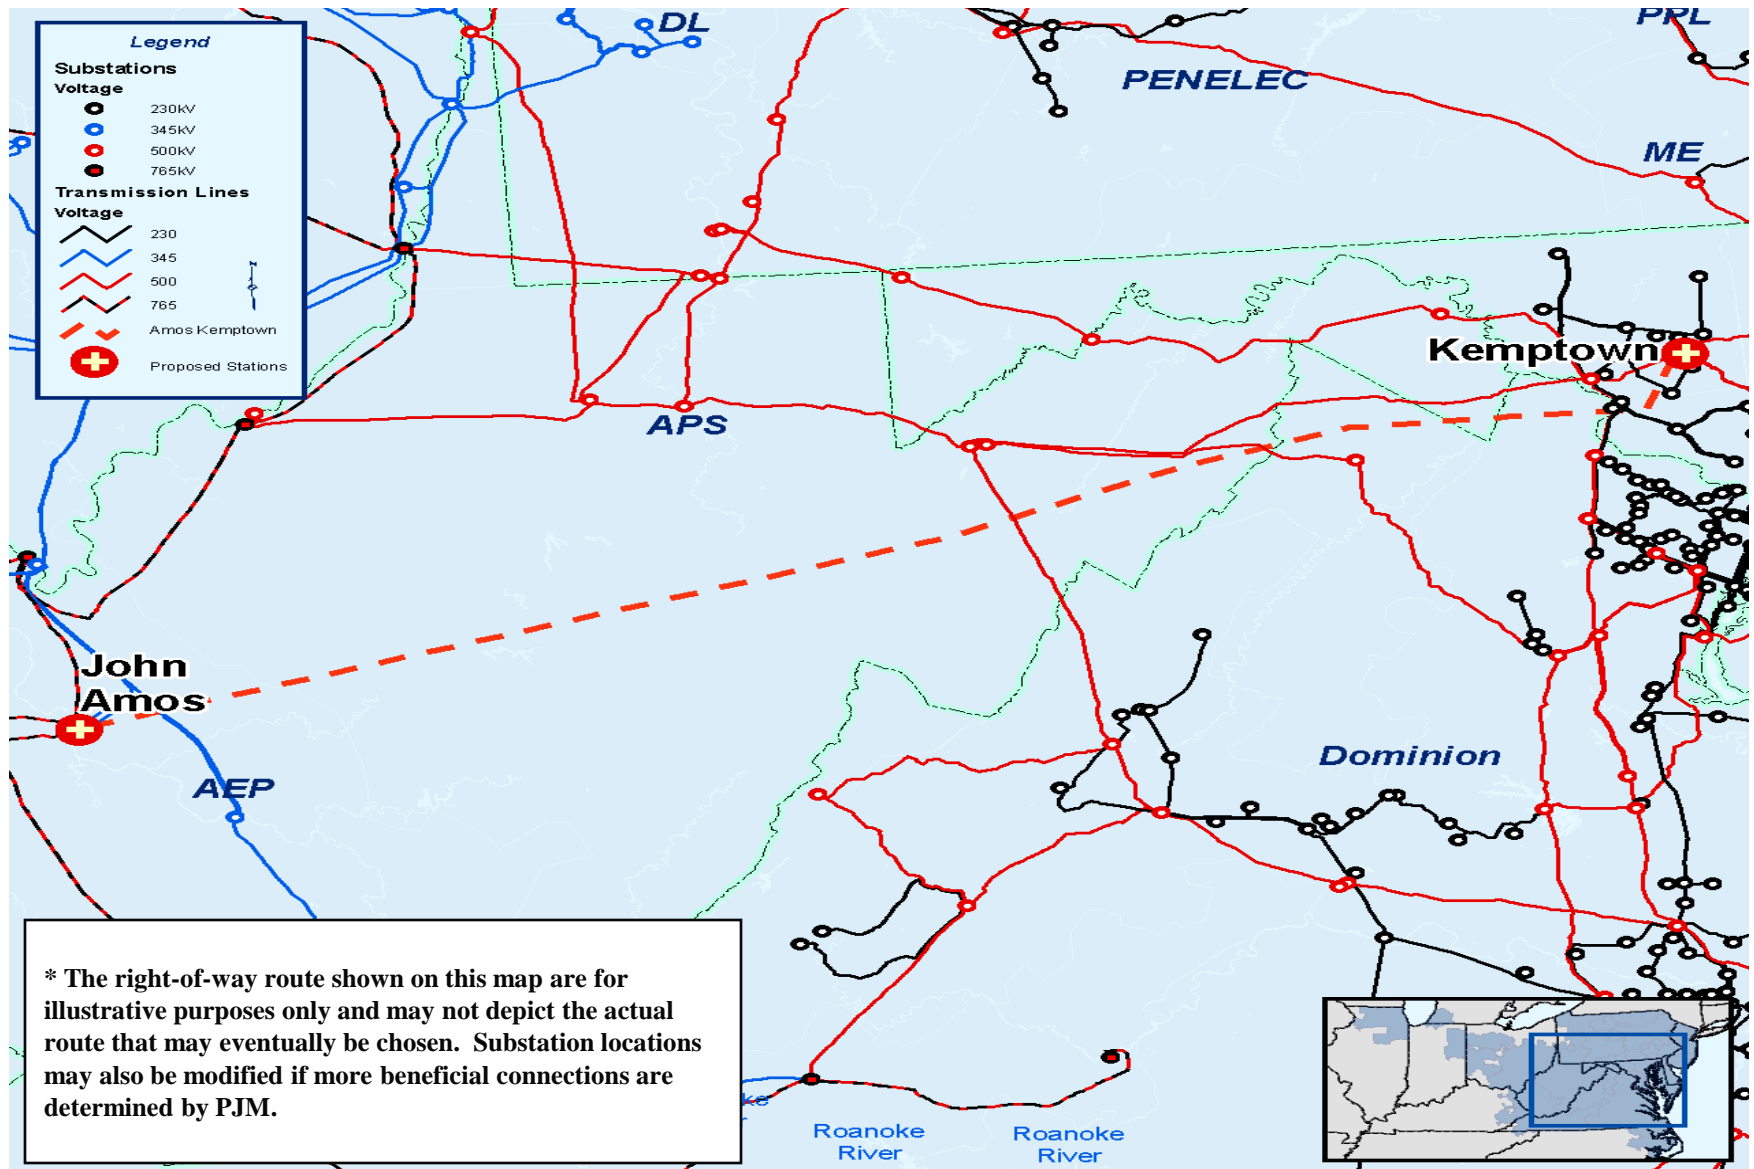 Legend
Substations
Voltage
230kV
345kV
500kV
765kV
Transmission Lines
Voltage
230
345
500
765
Amos Kemptown
Proposed Stations
N
DL
PENELEC
PPL
ME
Kemptown
APS
John
Amos
AEP
Dominion
* The right-of-way route shown on this map are for
illustrative purposes only and may not depict the actual
route that may eventually be chosen. Substation locations
may also be modified if more beneficial connections are
determined by PJM.
ke
r
Roanoke
River
Roanoke
River